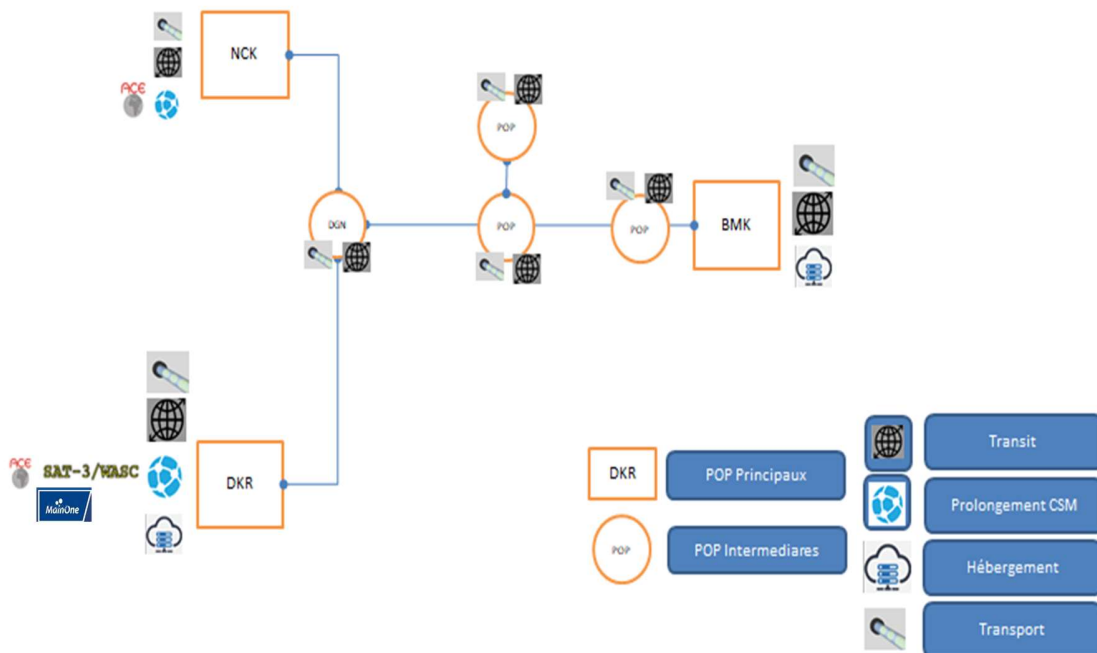 NCK
ACE
POP
DGN
POP
POP
BMK
ACE
SAT-3/WASC
MainOne
DKR
DKR
POP Principaux
POP
POP Intermediares
Transit
Prolongement CSM
Hébergement
Transport